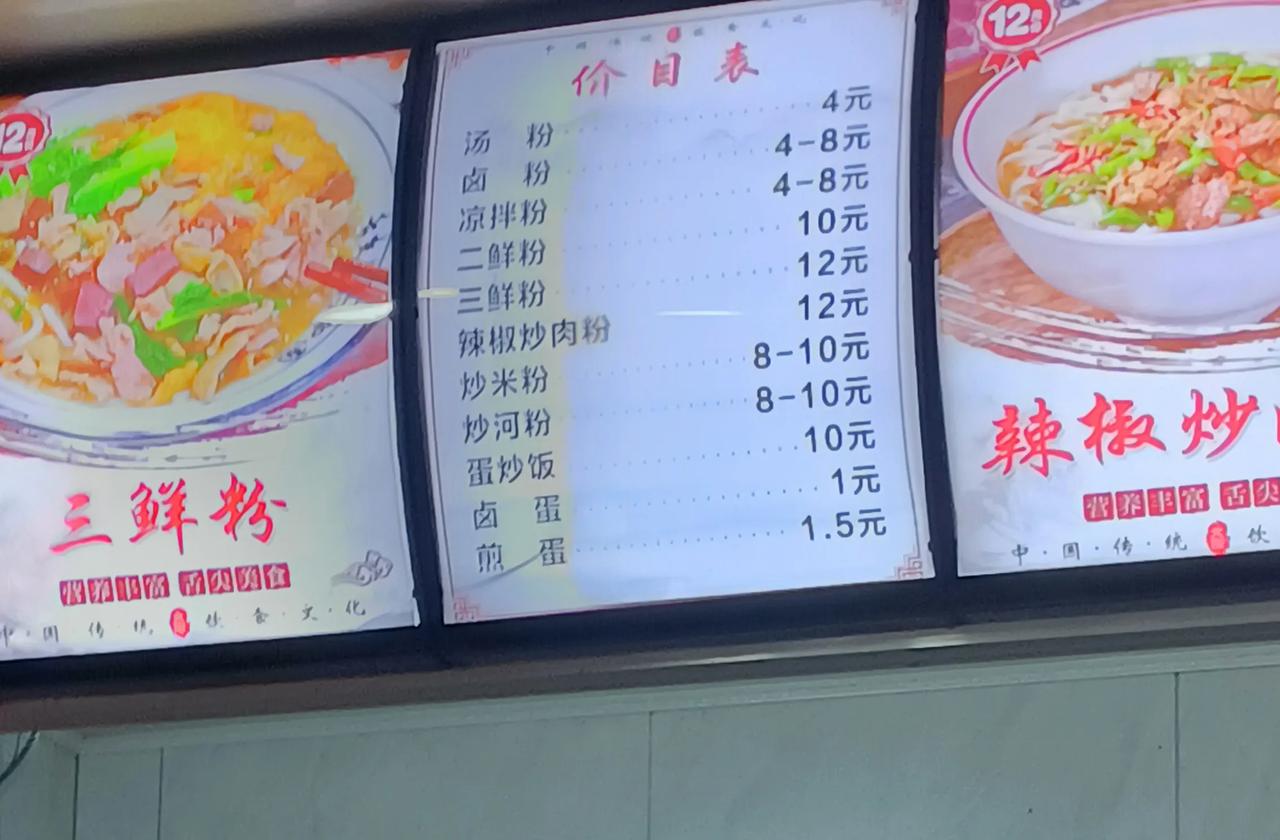 12元
三鲜粉
营养丰富 舌尖美食
中·国·传·统 饮·食·文·化
价目表
汤 粉 4元
卤 粉 4-8元
凉拌粉 4-8元
二鲜粉 10元
三鲜粉 12元
辣椒炒肉粉 12元
炒米粉 8-10元
炒河粉 8-10元
蛋炒饭 10元
卤 蛋 1元
煎 蛋 1.5元
12元
辣椒炒
营养丰富 舌尖
中·国·传·统 饮